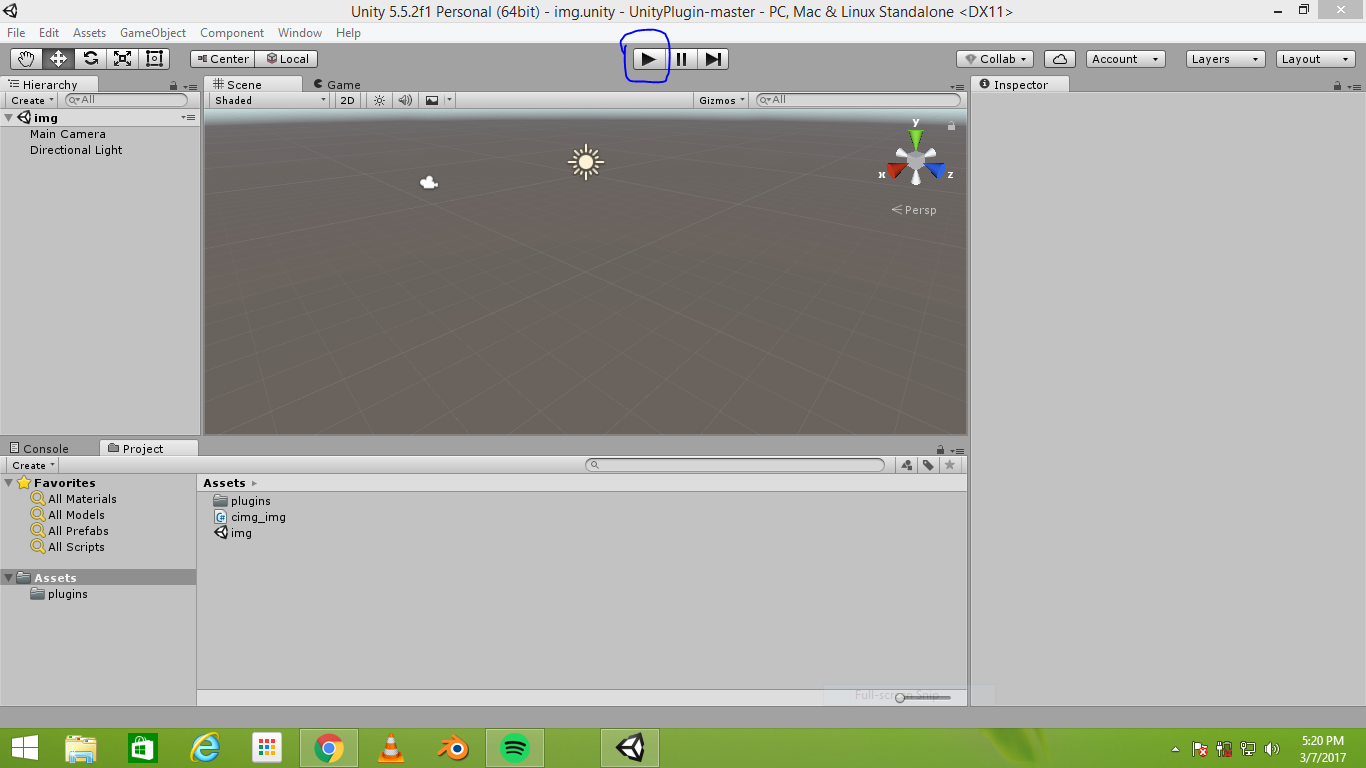 Unity 5.5.2f1 Personal (64bit) - img.unity - UnityPlugin-master - PC, Mac & Linux Standalone <DX11>
File Edit Assets GameObject Component Window Help
Center Local Collab Account Layers Layout
Hierarchy Scene Game Inspector
Create All Shaded 2D Gizmos All
img
Main Camera
Directional Light
y
x z
Persp
Console Project
Create
Favorites Assets
All Materials plugins
All Models cimg_img
All Prefabs img
All Scripts
Assets
plugins
Full-screen Snip
5:20 PM
3/7/2017